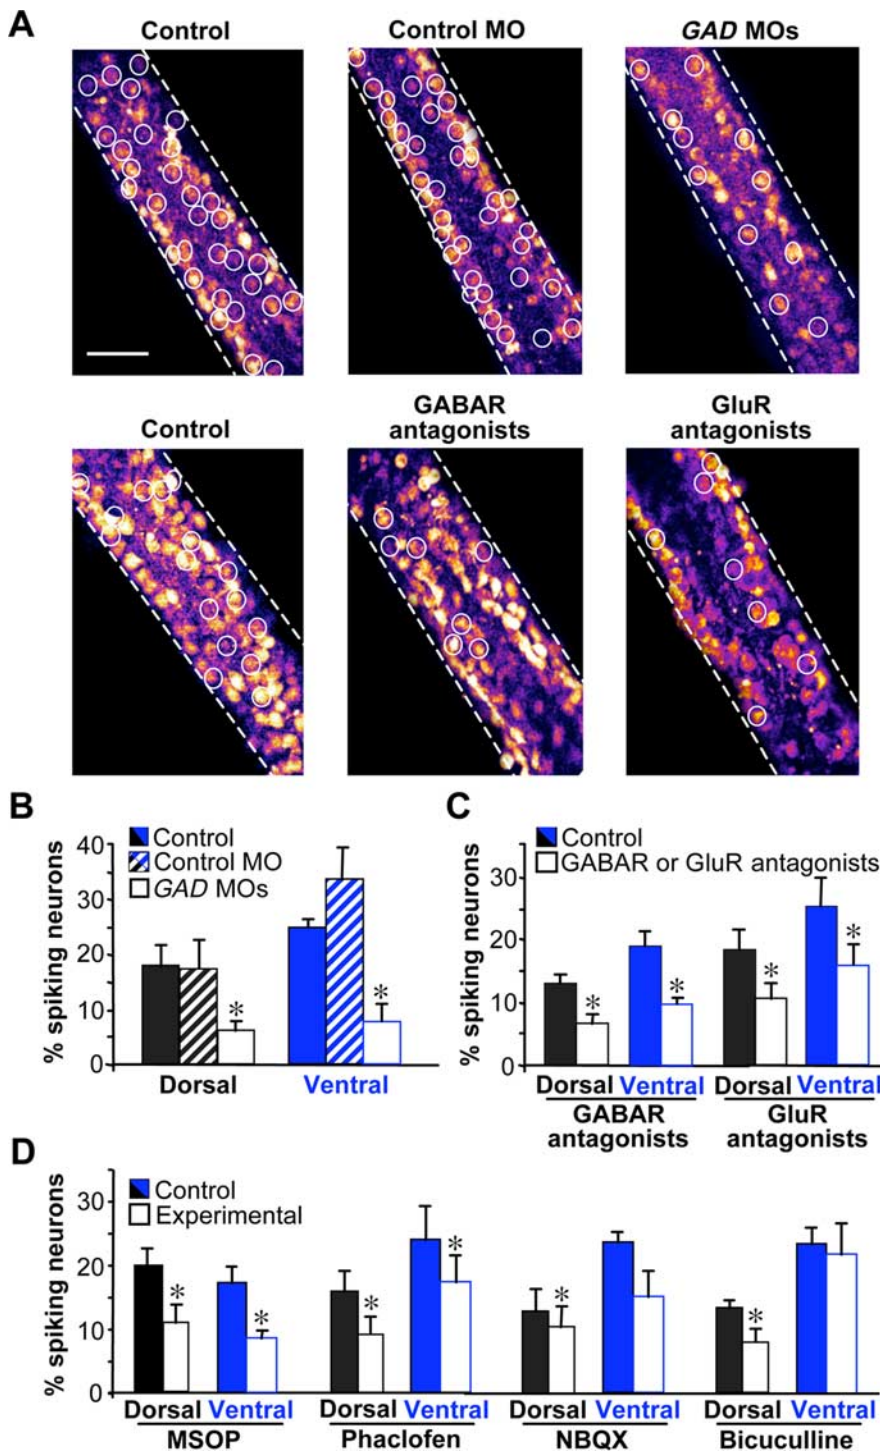 A
Control
Control MO
GAD MOs
Control
GABAR
antagonists
GluR
antagonists
B
Control
Control MO
GAD MOs
% spiking neurons
40
30
20
10
0
*
*
Dorsal
Ventral
C
Control
GABAR or GluR antagonists
% spiking neurons
30
20
10
0
*
*
*
*
Dorsal Ventral
GABAR
antagonists
Dorsal Ventral
GluR
antagonists
D
Control
Experimental
% spiking neurons
30
20
10
0
*
*
*
*
*
*
Dorsal Ventral
MSOP
Dorsal Ventral
Phaclofen
Dorsal Ventral
NBQX
Dorsal Ventral
Bicuculline